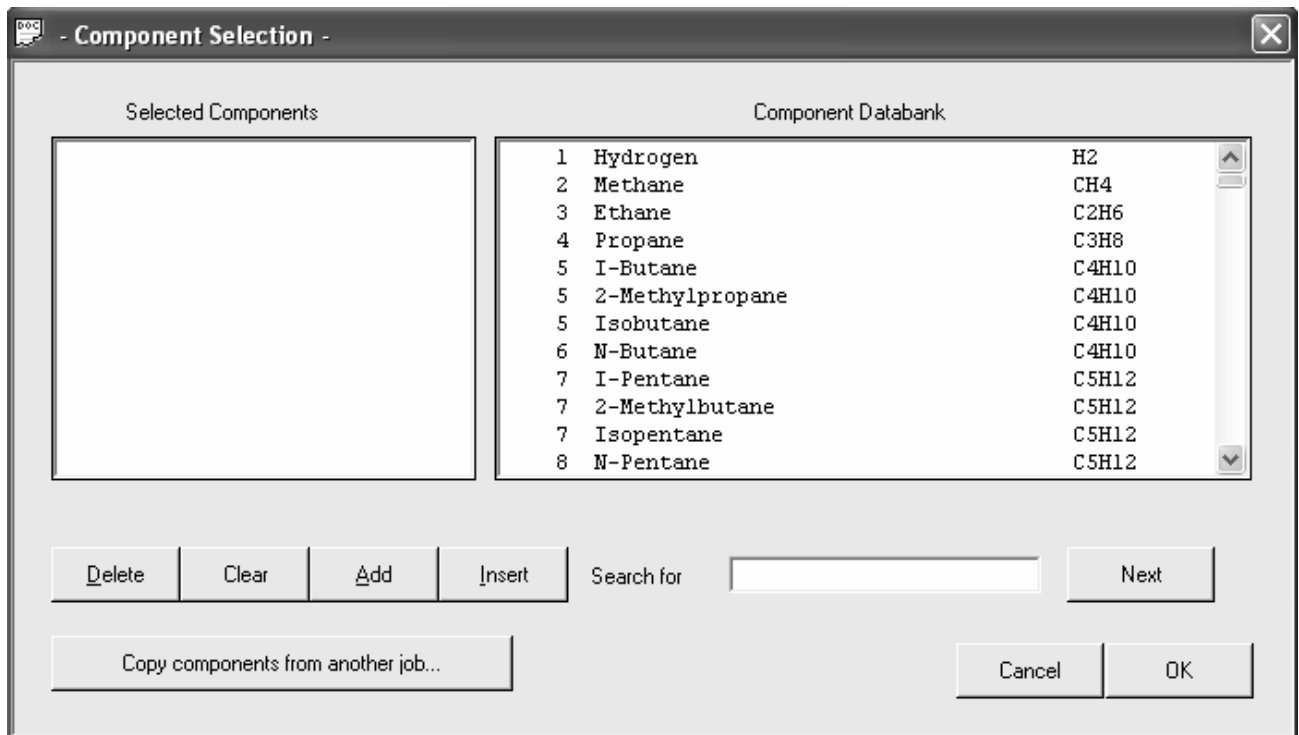 - Component Selection -
Selected Components
Component Databank
1 Hydrogen H2
2 Methane CH4
3 Ethane C2H6
4 Propane C3H8
5 I-Butane C4H10
5 2-Methylpropane C4H10
5 Isobutane C4H10
6 N-Butane C4H10
7 I-Pentane C5H12
7 2-Methylbutane C5H12
7 Isopentane C5H12
8 N-Pentane C5H12
Delete Clear Add Insert Search for Next
Copy components from another job...
Cancel OK